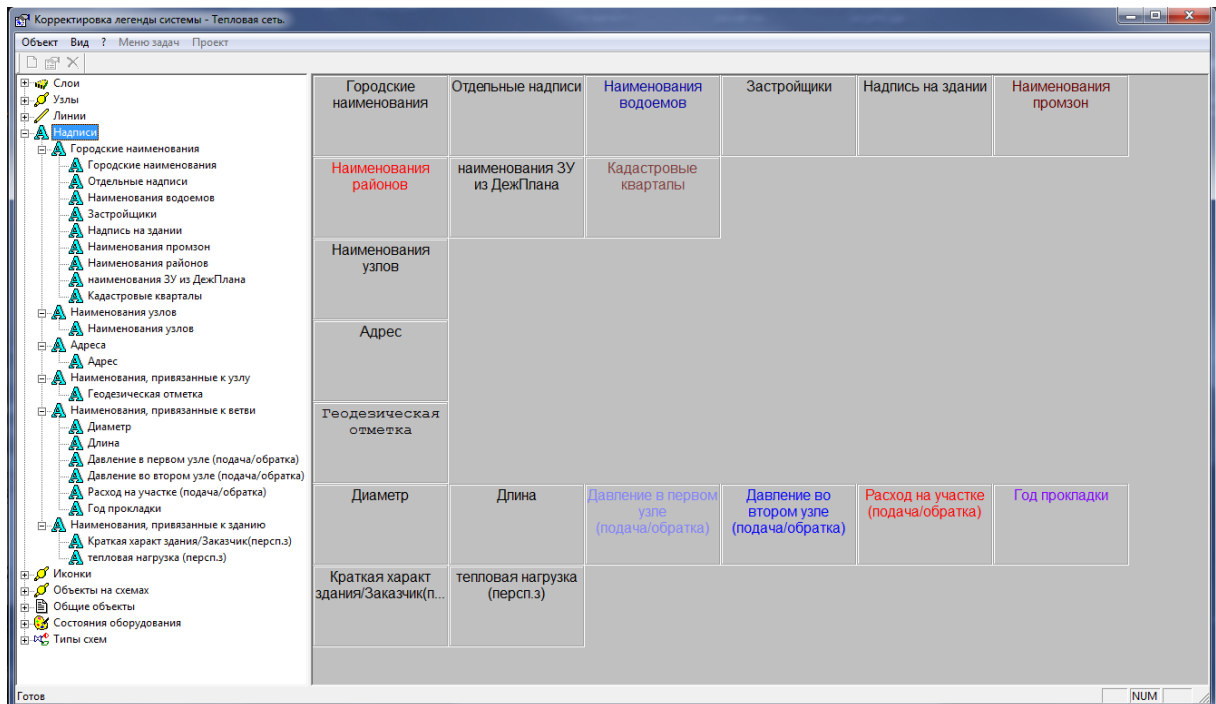 Корректировка легенды системы - Тепловая сеть.
Объект Вид ? Меню задач Проект
Слои
Узлы
Линии
Надписи
Городские наименования
Городские наименования
Отдельные надписи
Наименования водоемов
Застройщики
Надпись на здании
Наименования промзон
Наименования районов
наименования ЗУ из ДежПлана
Кадастровые кварталы
Наименования узлов
Наименования узлов
Адреса
Адрес
Наименования, привязанные к узлу
Геодезическая отметка
Наименования, привязанные к ветви
Диаметр
Длина
Давление в первом узле (подача/обратка)
Давление во втором узле (подача/обратка)
Расход на участке (подача/обратка)
Год прокладки
Наименования, привязанные к зданию
Краткая характ здания/Заказчик(персп.з)
тепловая нагрузка (персп.з)
Иконки
Объекты на схемах
Общие объекты
Состояния оборудования
Типы схем
Городские
наименования
Отдельные надписи
Наименования
водоемов
Застройщики
Надпись на здании
Наименования
промзон
Наименования
районов
наименования ЗУ
из ДежПлана
Кадастровые
кварталы
Наименования
узлов
Адрес
Геодезическая
отметка
Диаметр
Длина
Давление в первом
узле
(подача/обратка)
Давление во
втором узле
(подача/обратка)
Расход на участке
(подача/обратка)
Год прокладки
Краткая характ
здания/Заказчик(п...
тепловая нагрузка
(персп.з)
Готов
NUM